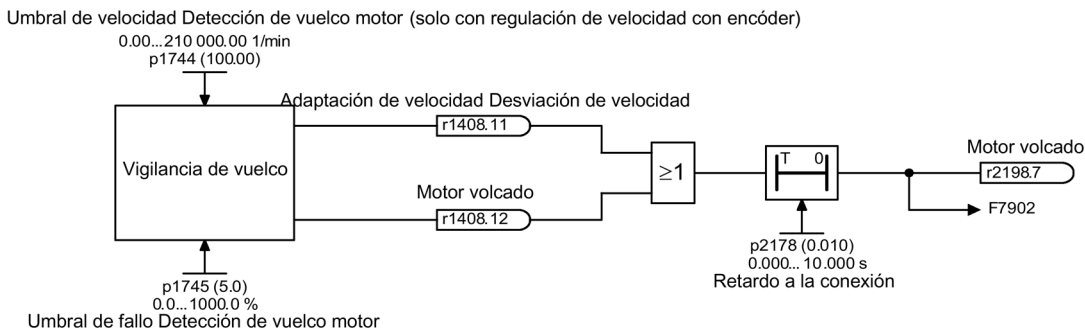 Umbral de velocidad Detección de vuelco motor (solo con regulación de velocidad con encóder)
0.00...210 000.00 1/min
p1744 (100.00)
Adaptación de velocidad Desviación de velocidad
r1408.11
Vigilancia de vuelco
Motor volcado
r1408.12
≥1
T 0
Motor volcado
r2198.7
F7902
p2178 (0.010)
0.000... 10.000 s
Retardo a la conexión
p1745 (5.0)
0.0...1000.0 %
Umbral de fallo Detección de vuelco motor